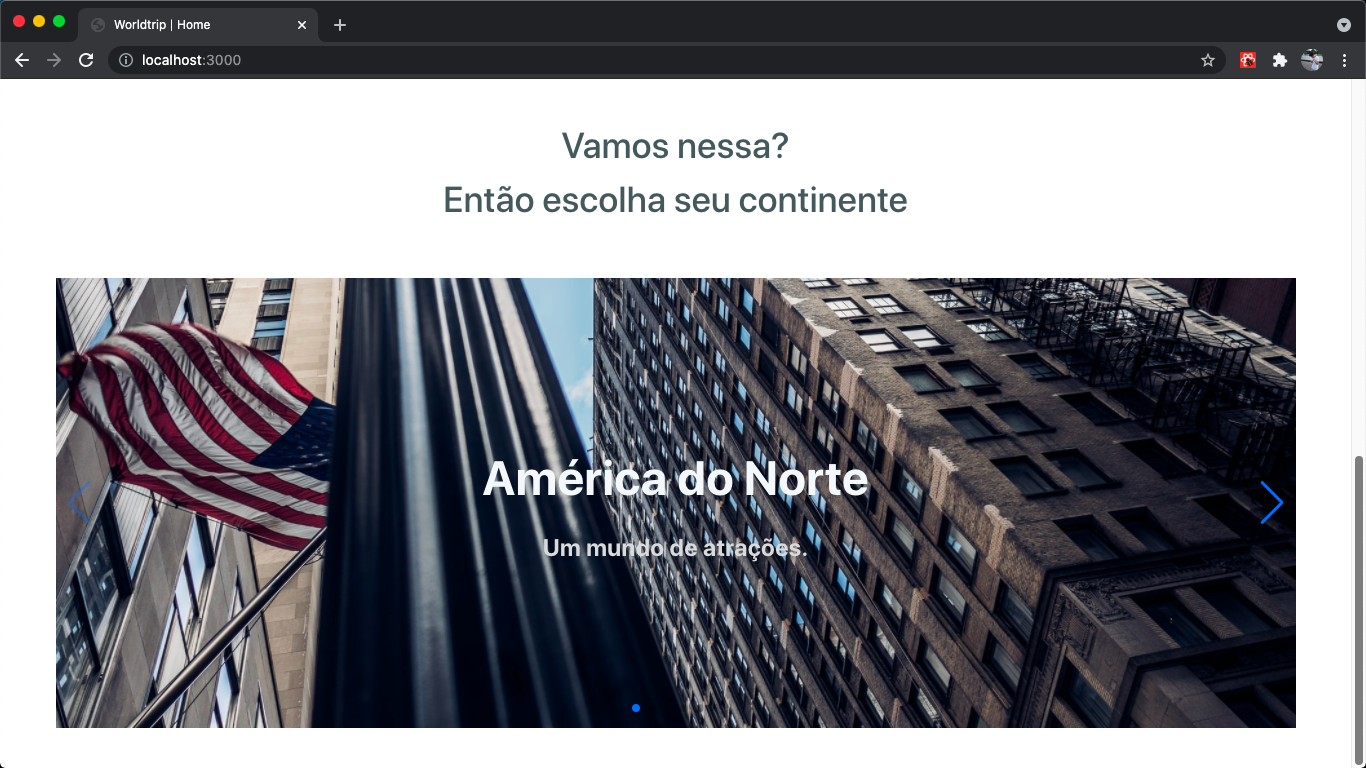 Worldtrip | Home
localhost:3000
Vamos nessa?
Então escolha seu continente
América do Norte
Um mundo de atrações.